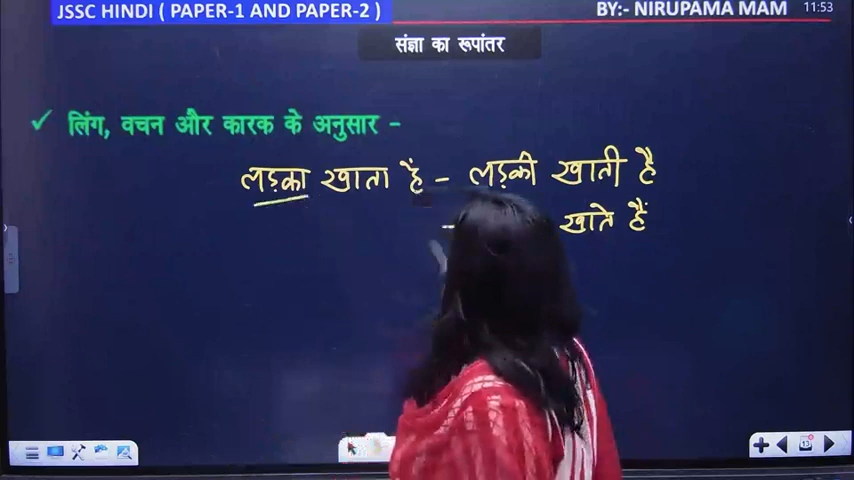 JSSC HINDI ( PAPER-1 AND PAPER-2 )
BY:- NIRUPAMA MAM 11:53
संज्ञा का रूपांतर
✓ लिंग, वचन और कारक के अनुसार -
लड़का खाता है - लड़की खाती है
- खाते हैं